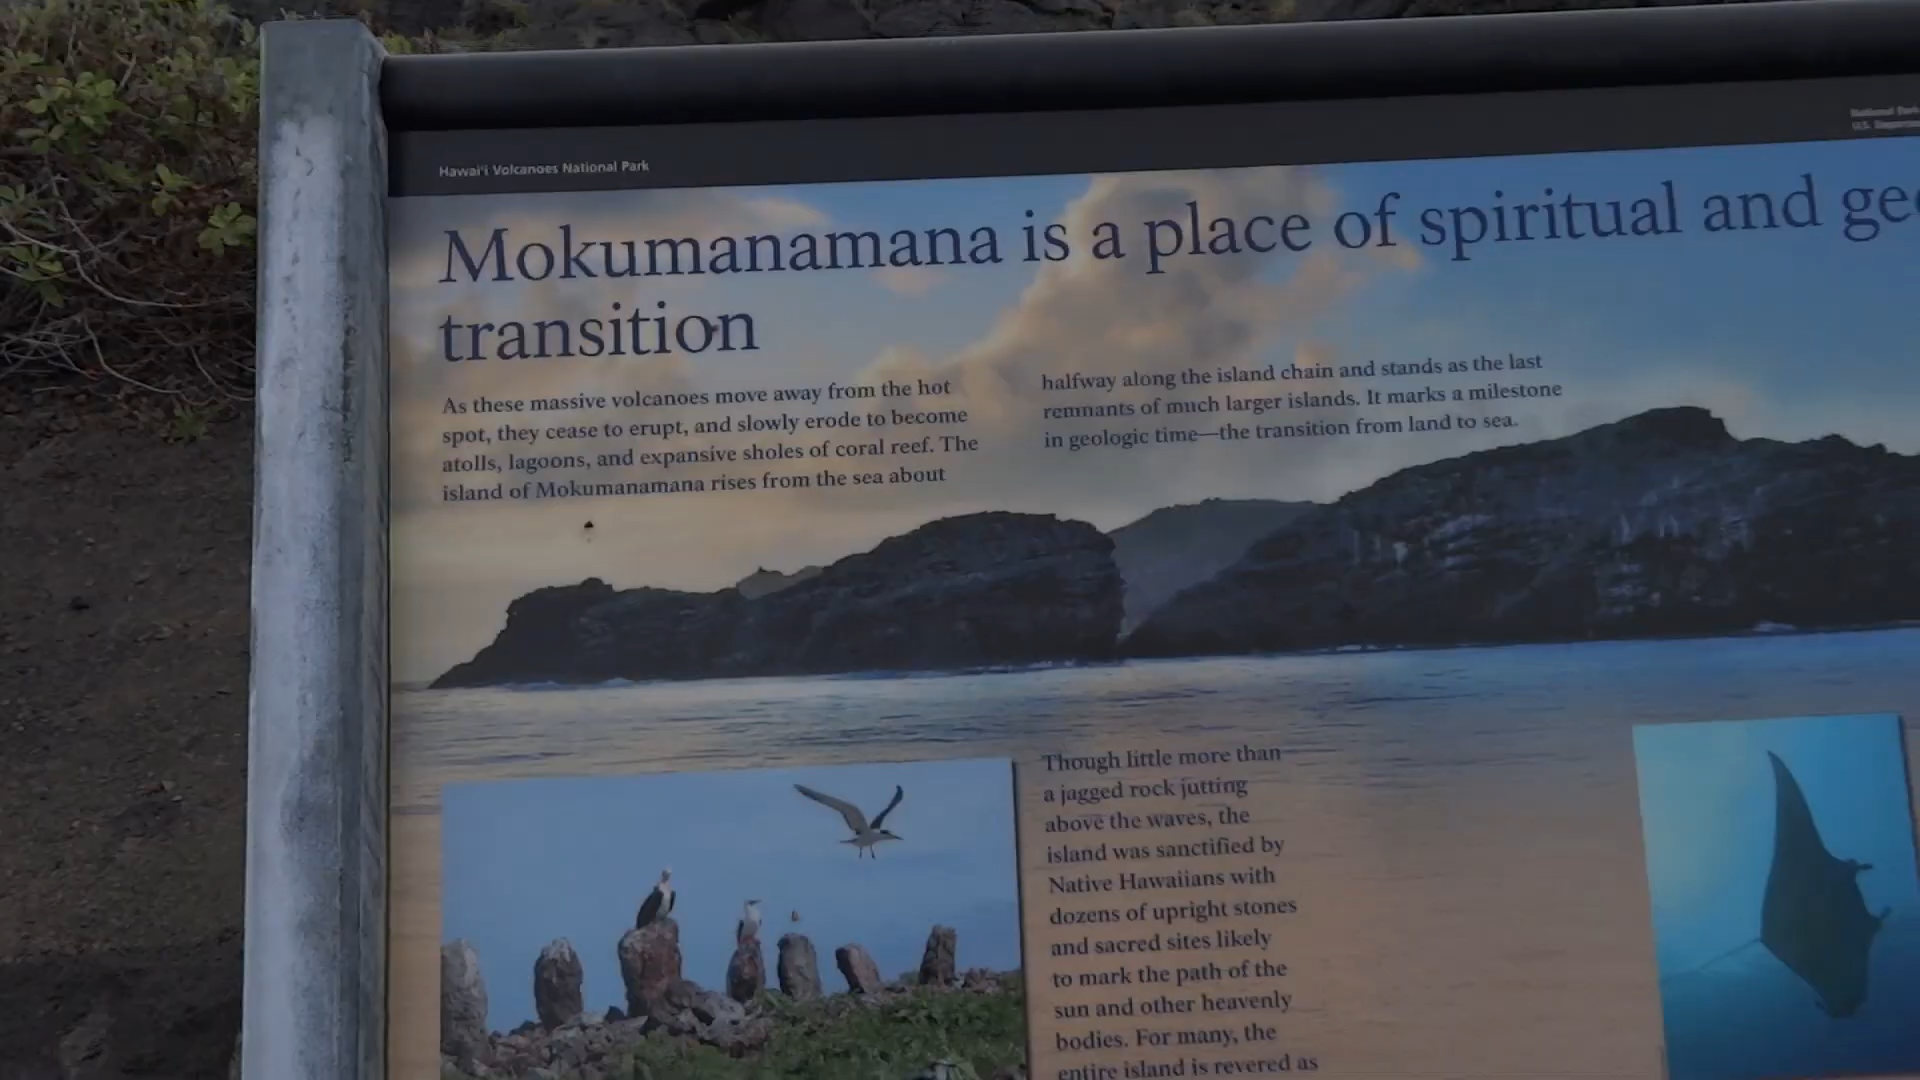 Hawai'i Volcanoes National Park
National Park
U.S.
Mokumanamana is a place of spiritual and
transition
As these massive volcanoes move away from the hot
spot, they cease to erupt, and slowly erode to become
atolls, lagoons, and expansive sholes of coral reef. The
island of Mokumanamana rises from the sea about
halfway along the island chain and stands as the last
remnants of much larger islands. It marks a milestone
in geologic time—the transition from land to sea.
Though little more than
a jagged rock jutting
above the waves, the
island was sanctified by
Native Hawaiians with
dozens of upright stones
and sacred sites likely
to mark the path of the
sun and other heavenly
bodies. For many, the
entire island is revered as